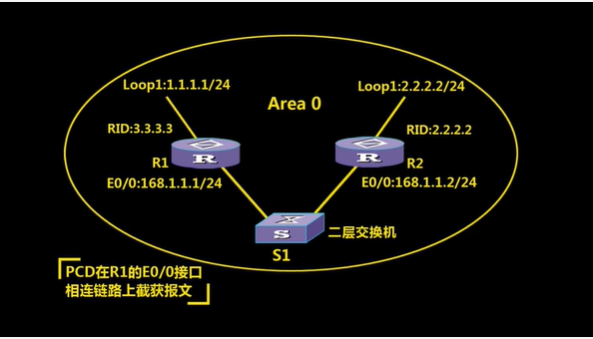 Loop1:1.1.1.1/24
Loop1:2.2.2.2/24
Area 0
RID:3.3.3.3
RID:2.2.2.2
R
R
R1
R2
E0/0:168.1.1.1/24
E0/0:168.1.1.2/24
S
二层交换机
S1
PCD在R1的E0/0接口
相连链路上截获报文